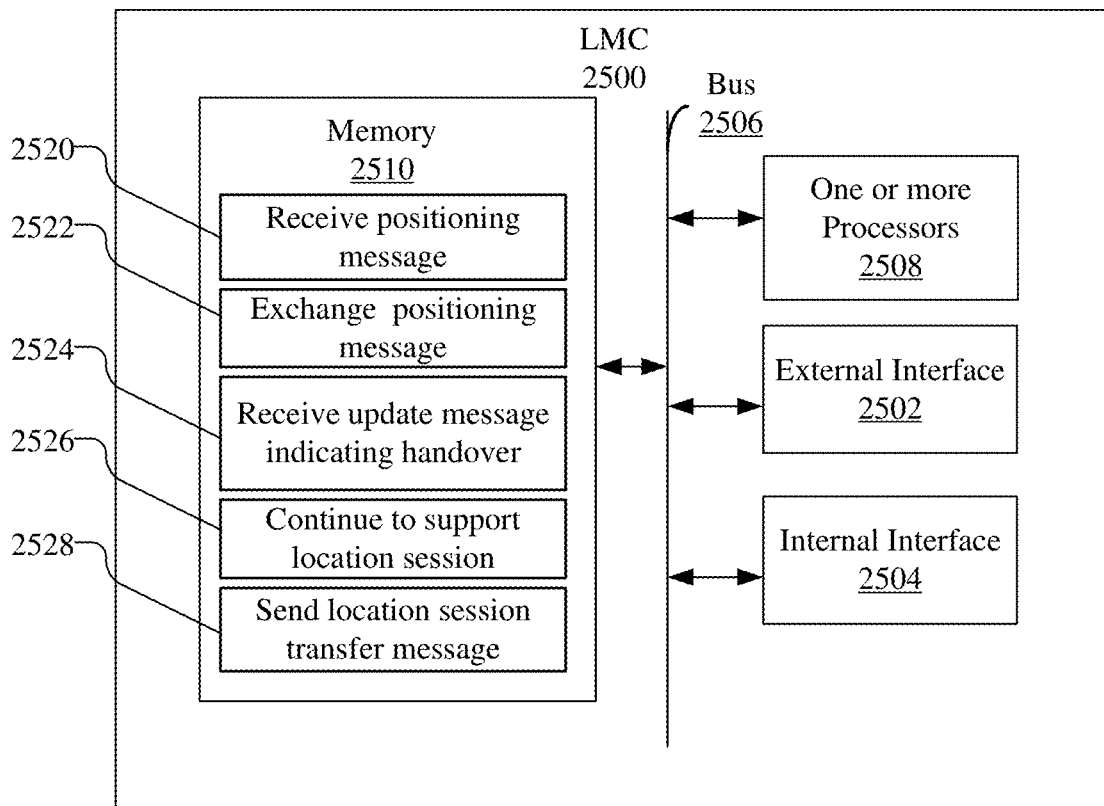 LMC
2500
Bus
2506
Memory
2510
2520
Receive positioning
message
2522
Exchange positioning
message
2524
Receive update message
indicating handover
2526
Continue to support
location session
2528
Send location session
transfer message
One or more
Processors
2508
External Interface
2502
Internal Interface
2504